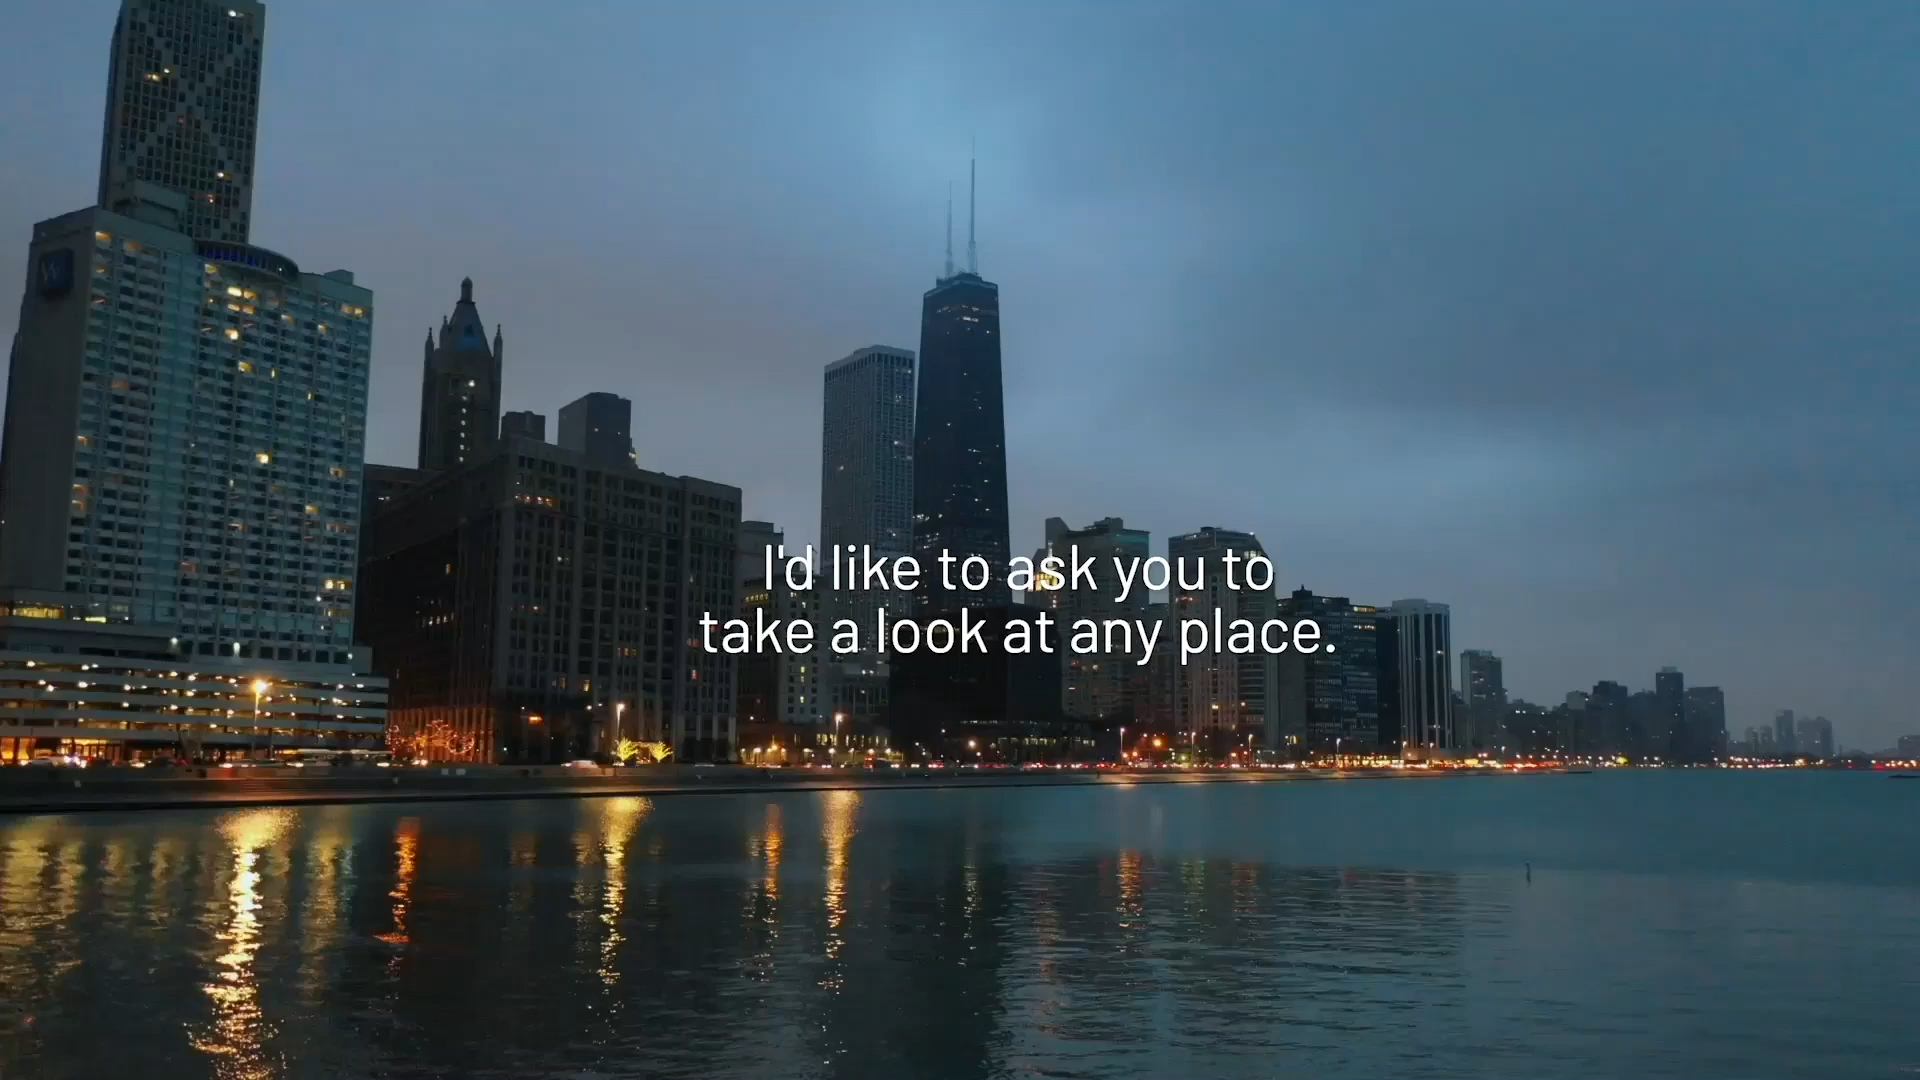 I'd like to ask you to
take a look at any place.